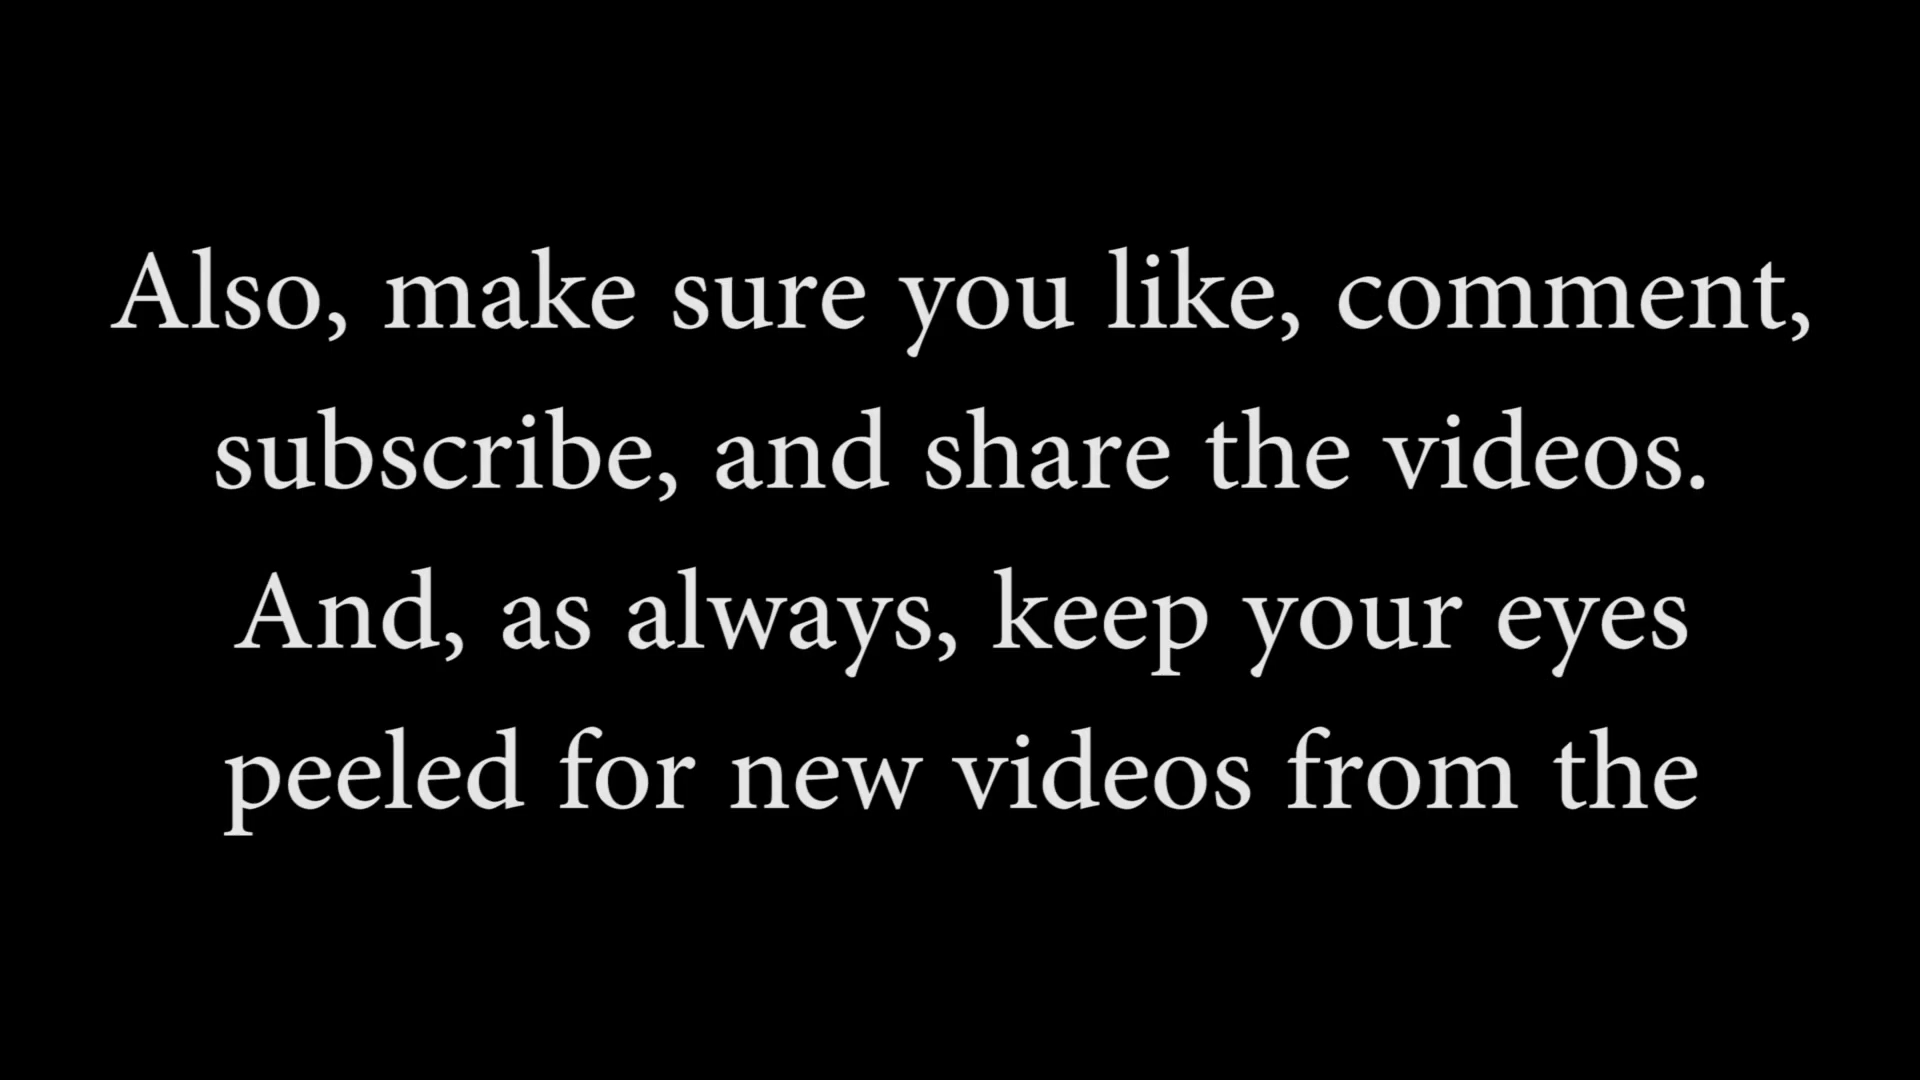 Also, make sure you like, comment,
subscribe, and share the videos.
And, as always, keep your eyes
peeled for new videos from the